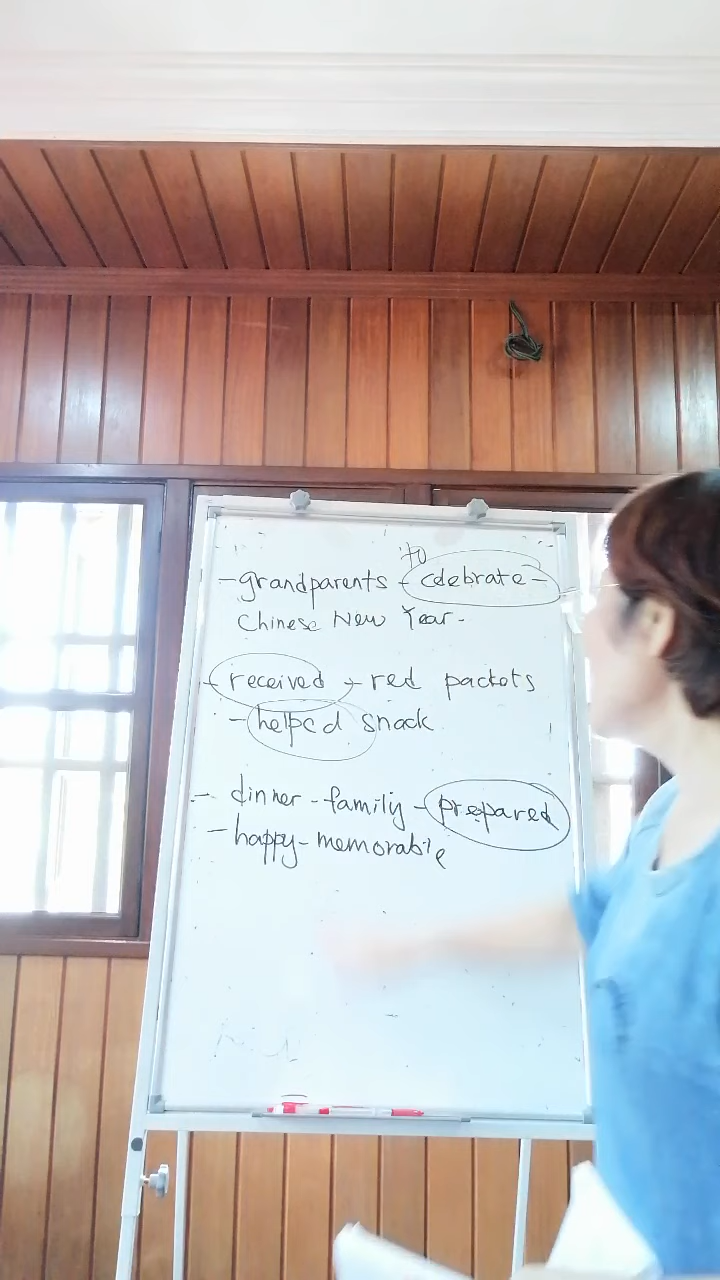 to
- grandparents - celebrate -
Chinese New Year.
- received - red packets
- helped snack
- dinner - family - prepared
- happy - memorable